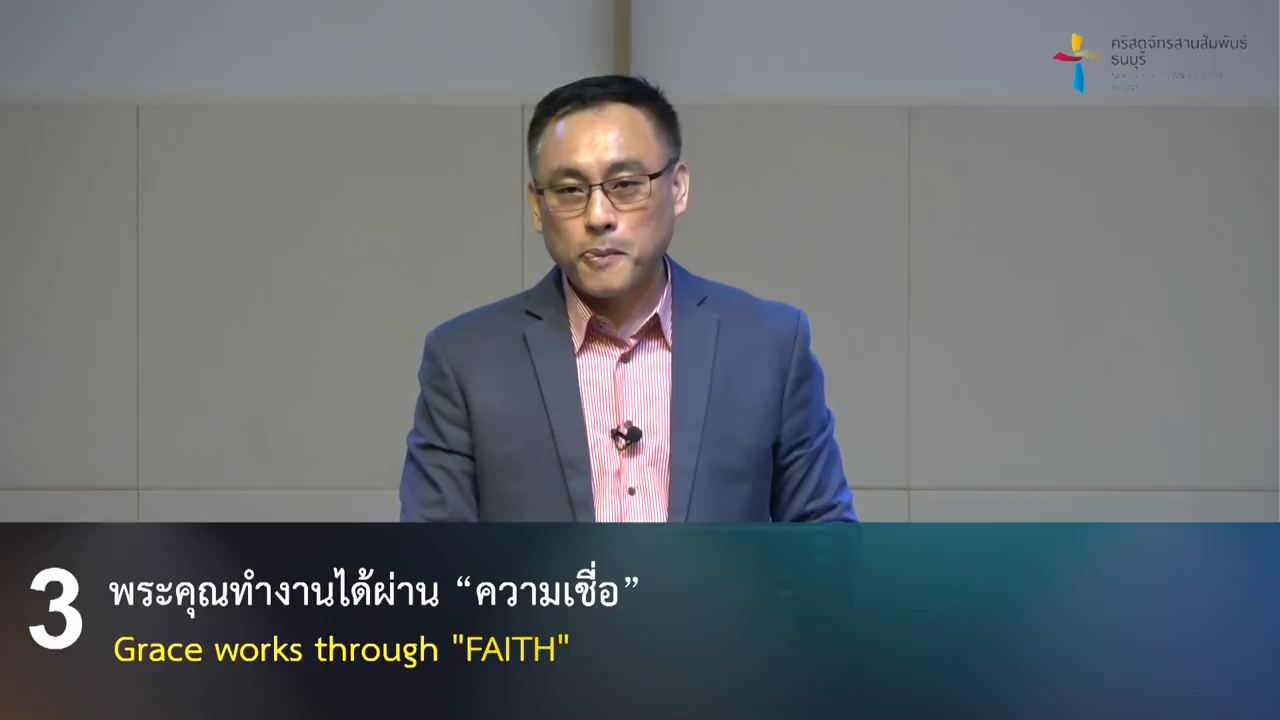 คริสตจักรสานสัมพันธ์
ธนบุรี
3
พระคุณทำงานได้ผ่าน “ความเชื่อ”
Grace works through "FAITH"